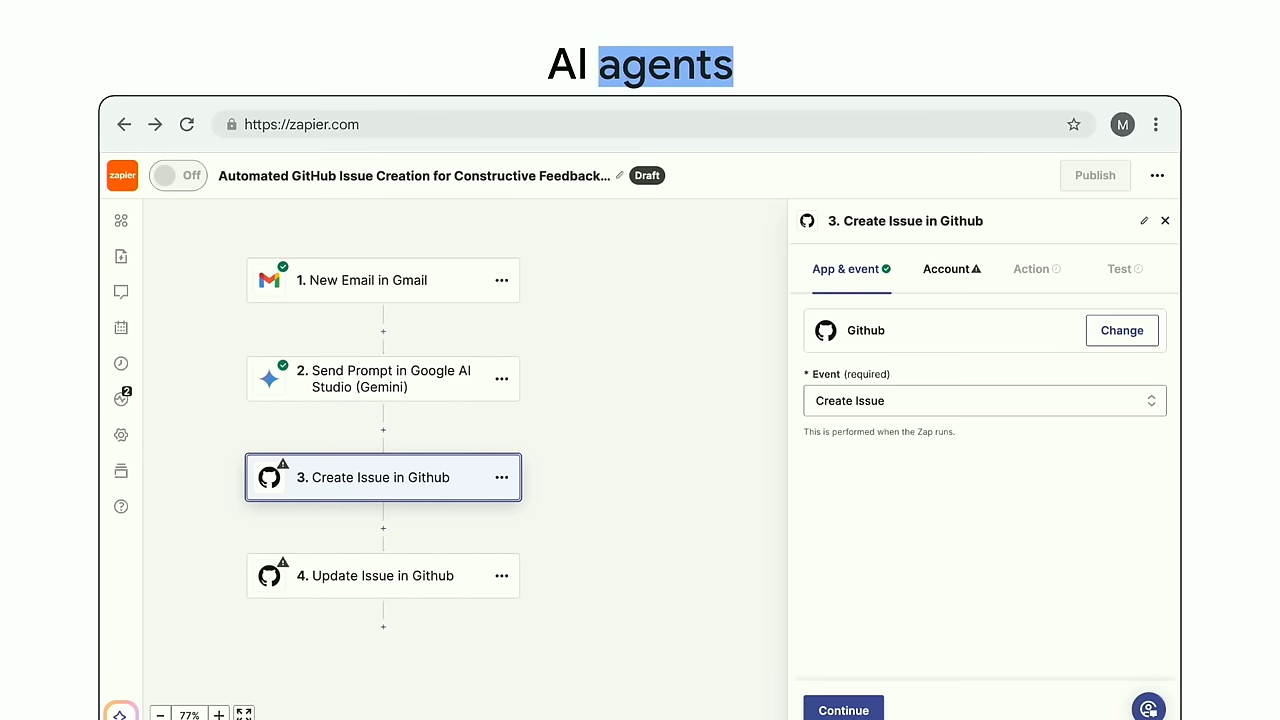 AI agents
https://zapier.com
M
zapier
Off
Automated GitHub Issue Creation for Constructive Feedback...
Draft
Publish
3. Create Issue in Github
App & event
Account
Action
Test
1. New Email in Gmail
Github
Change
2. Send Prompt in Google AI
Studio (Gemini)
* Event (required)
Create Issue
This is performed when the Zap runs.
2
3. Create Issue in Github
4. Update Issue in Github
77%
Continue